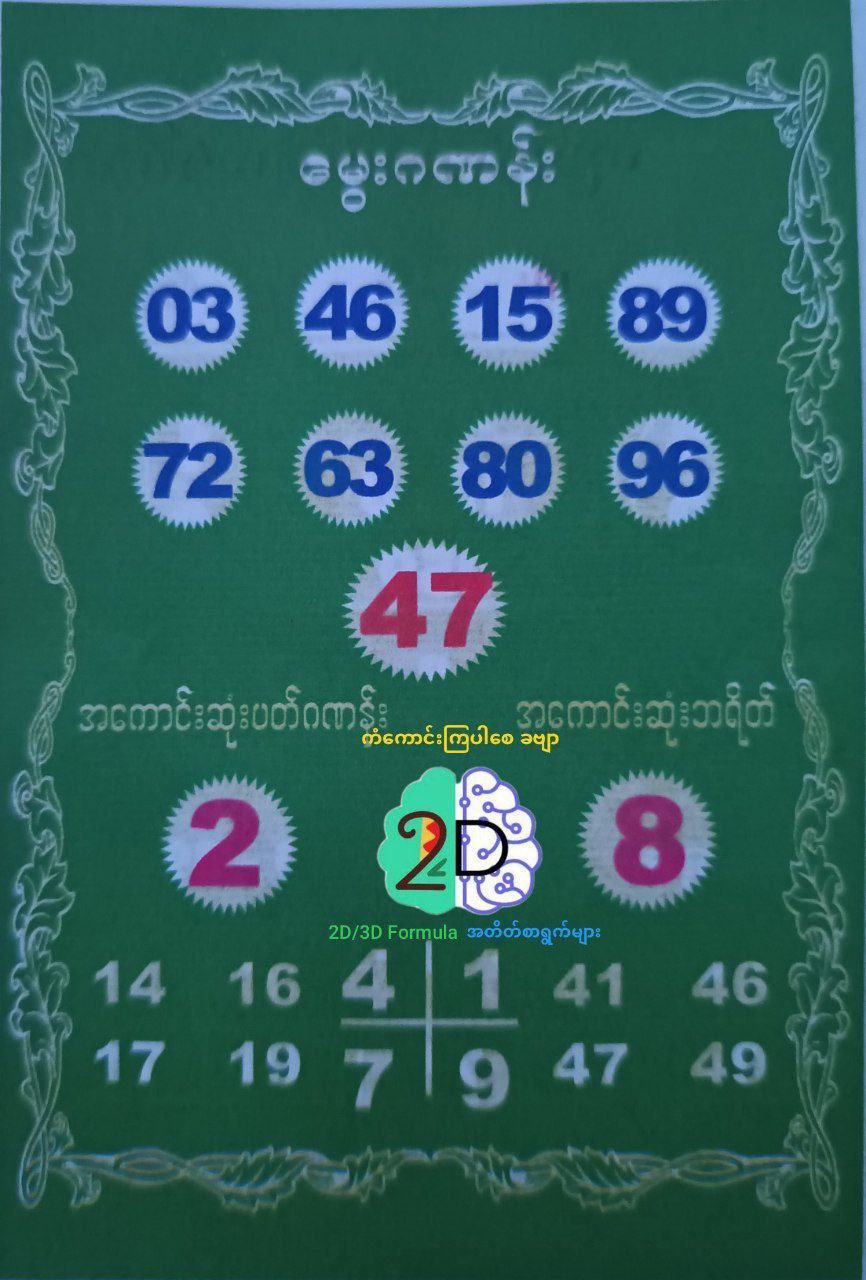 မွေးဂဏန်း
03 46 15 89
72 63 80 96
47
အကောင်းဆုံးပတ်ဂဏန်း အကောင်းဆုံးဘရိတ်
ကံကောင်းကြပါစေ ခဗျာ
2 2D 8
2D/3D Formula အတိတ်စာရွက်များ
14 16 4 1 41 46
17 19 7 9 47 49